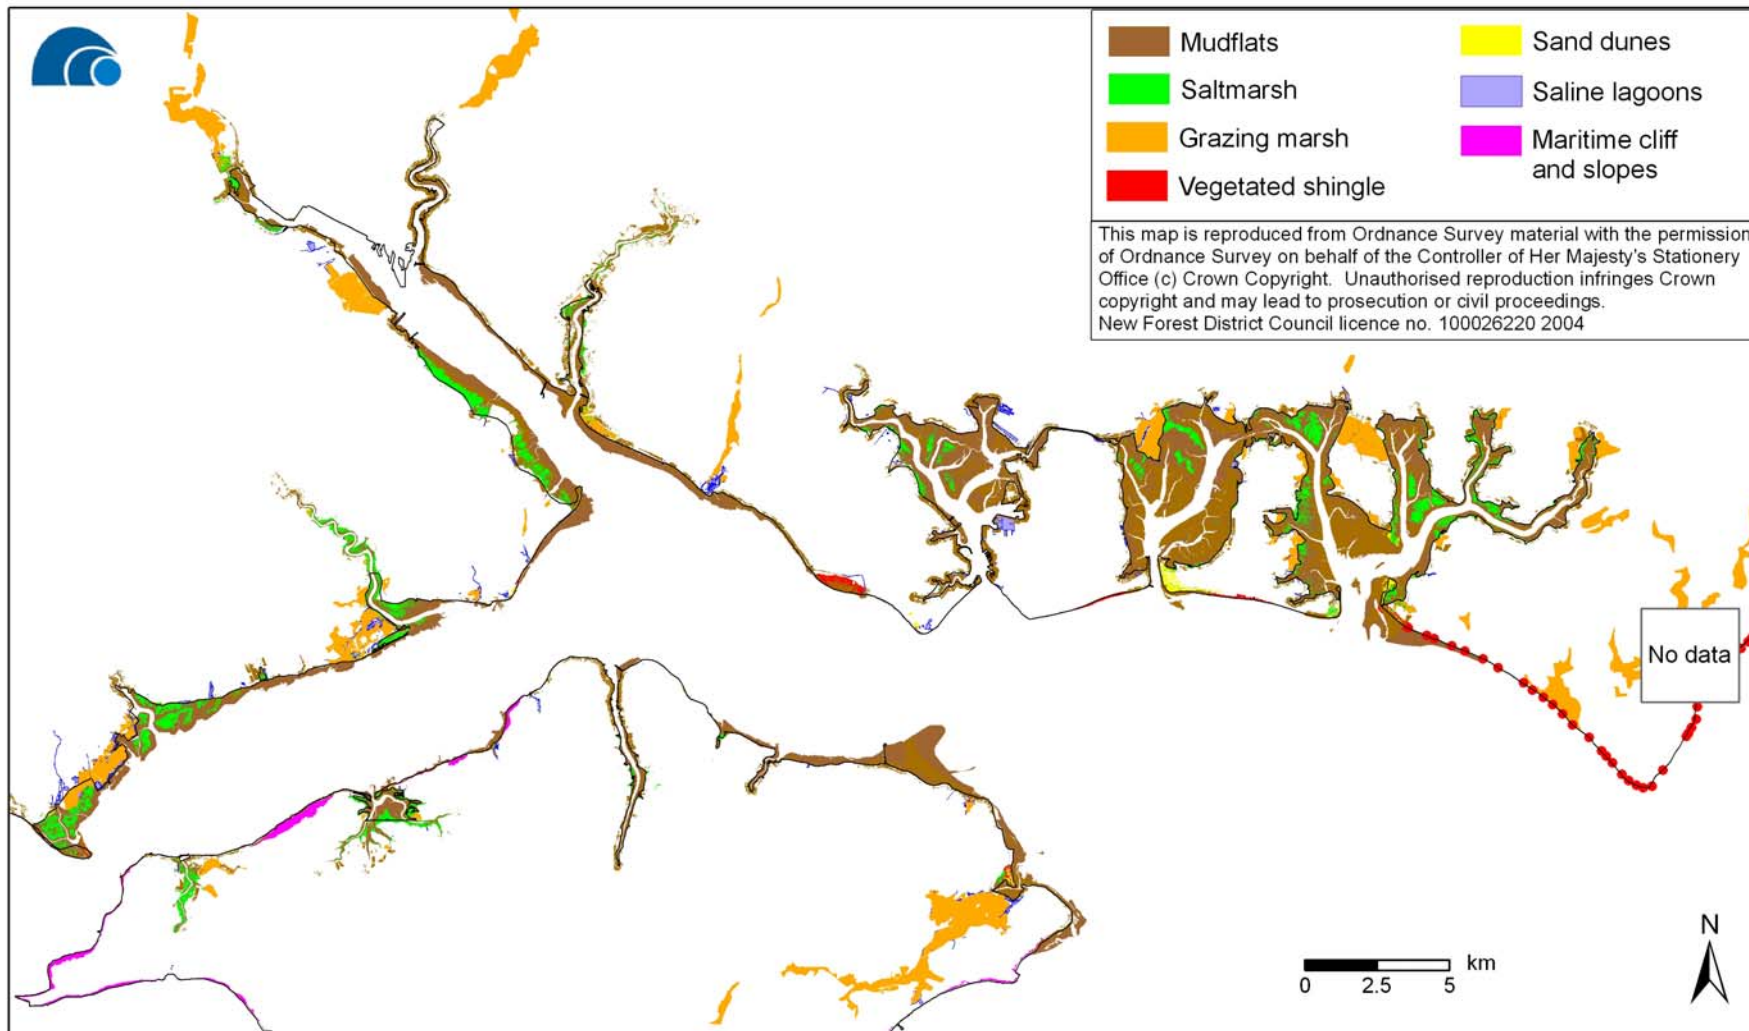 Mudflats
Saltmarsh
Grazing marsh
Vegetated shingle
Sand dunes
Saline lagoons
Maritime cliff
and slopes
This map is reproduced from Ordnance Survey material with the permission
of Ordnance Survey on behalf of the Controller of Her Majesty's Stationery
Office (c) Crown Copyright. Unauthorised reproduction infringes Crown
copyright and may lead to prosecution or civil proceedings.
New Forest District Council licence no. 100026220 2004
No data
N
km
0 2.5 5